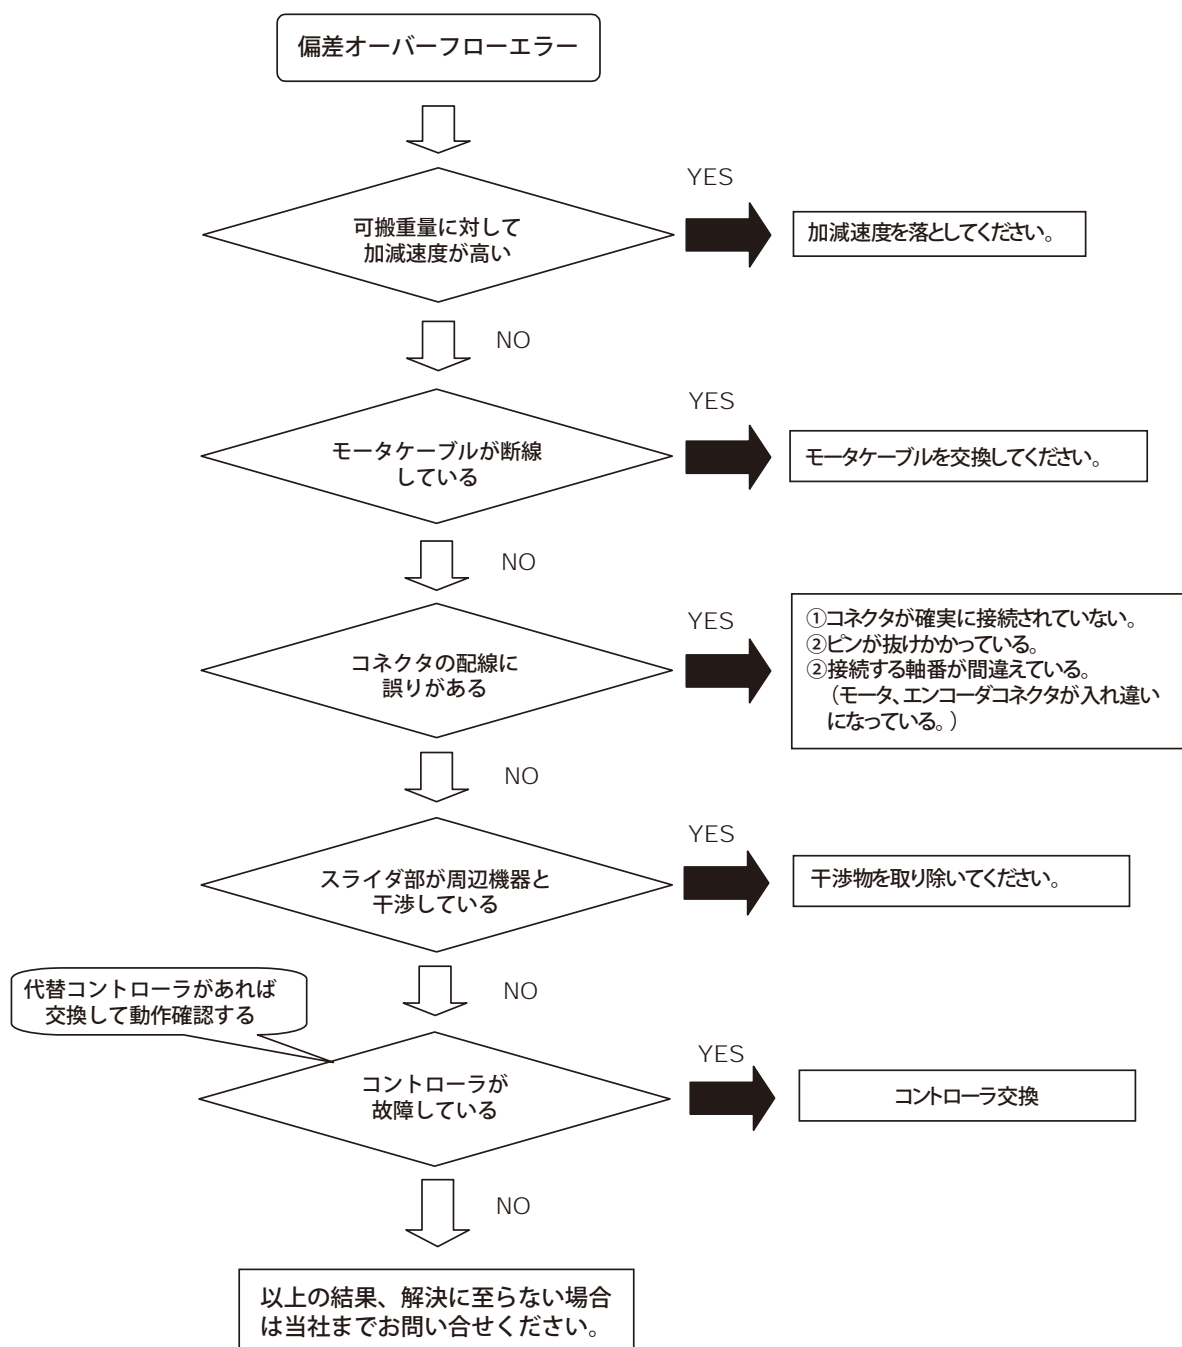 偏差オーバーフローエラー
YES
可搬重量に対して
加減速度が高い
加減速度を落としてください。
NO
YES
モータケーブルが断線
している
モータケーブルを交換してください。
NO
YES
コネクタの配線に
誤りがある
①コネクタが確実に接続されていない。
②ピンが抜けかかっている。
②接続する軸番が間違えている。
（モータ、エンコーダコネクタが入れ違い
になっている。）
NO
YES
スライダ部が周辺機器と
干渉している
干渉物を取り除いてください。
NO
代替コントローラがあれば
交換して動作確認する
YES
コントローラが
故障している
コントローラ交換
NO
以上の結果、解決に至らない場合
は当社までお問い合せください。